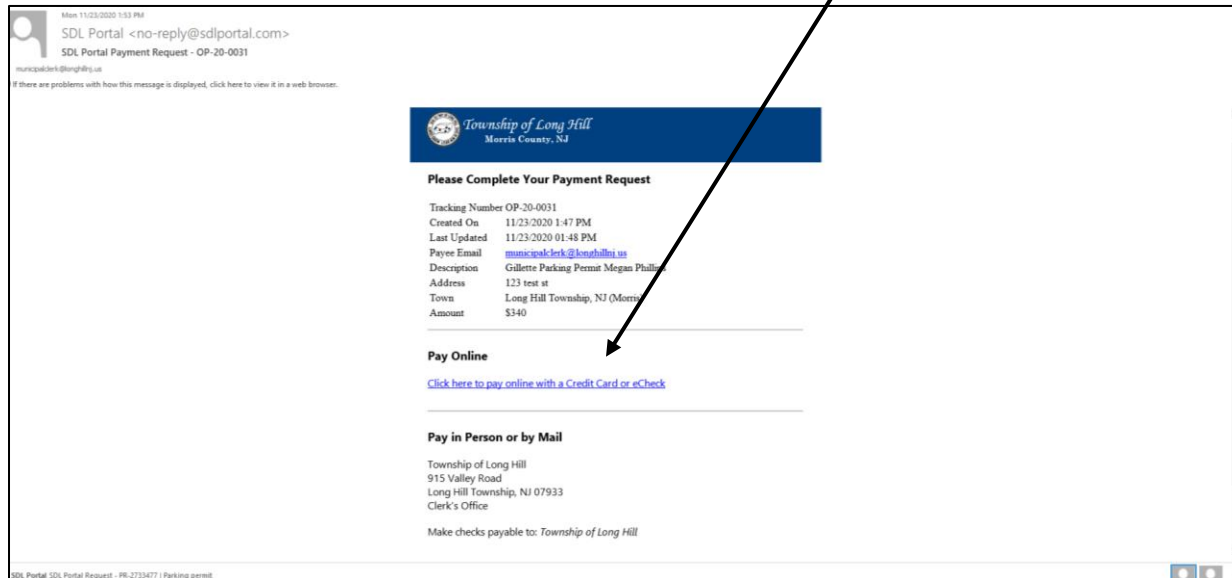 Mon 11/23/2020 1:53 PM
SDL Portal <no-reply@sdlportal.com>
SDL Portal Payment Request - OP-20-0031
municipalclerk@longhillnj.us
If there are problems with how this message is displayed, click here to view it in a web browser.
Township of Long Hill
Morris County, NJ
Please Complete Your Payment Request
Tracking Number OP-20-0031
Created On 11/23/2020 1:47 PM
Last Updated 11/23/2020 01:48 PM
Payee Email municipalclerk@longhillnj.us
Description Gillette Parking Permit Megan Phillips
Address 123 test st
Town Long Hill Township, NJ (Morris)
Amount $340
Pay Online
Click here to pay online with a Credit Card or eCheck
Pay in Person or by Mail
Township of Long Hill
915 Valley Road
Long Hill Township, NJ 07933
Clerk's Office
Make checks payable to: Township of Long Hill
SDL Portal SDL Portal Request - PR-2733477 | Parking permit